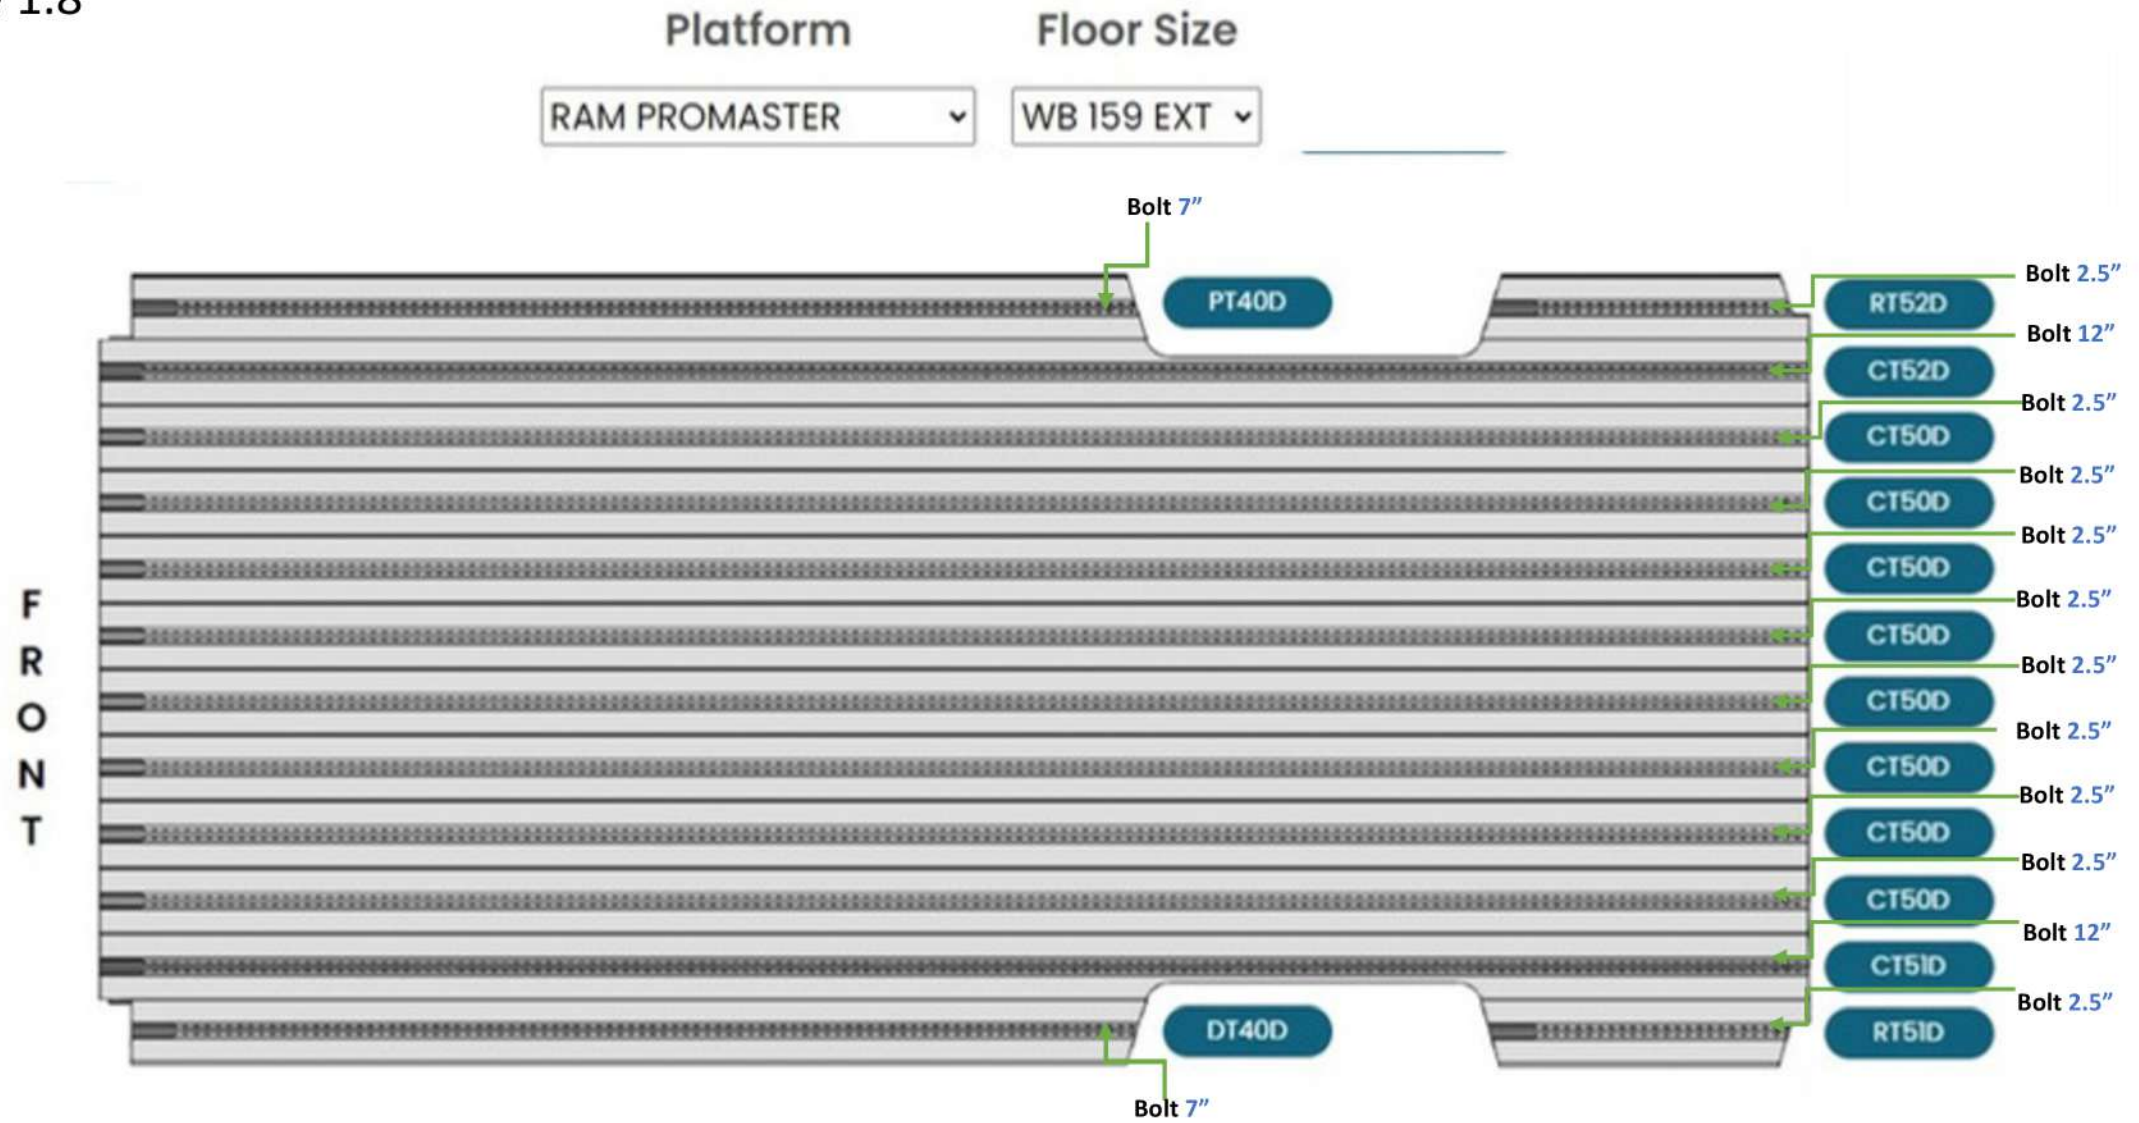 1.8
Platform
Floor Size
RAM PROMASTER
WB 159 EXT
Bolt 7”
Bolt 2.5”
PT40D
RT52D
Bolt 12”
CT52D
Bolt 2.5”
CT50D
Bolt 2.5”
CT50D
Bolt 2.5”
CT50D
Bolt 2.5”
CT50D
Bolt 2.5”
CT50D
Bolt 2.5”
CT50D
Bolt 2.5”
CT50D
Bolt 2.5”
CT50D
Bolt 12”
CT51D
Bolt 2.5”
DT40D
RT51D
Bolt 7”
F
R
O
N
T